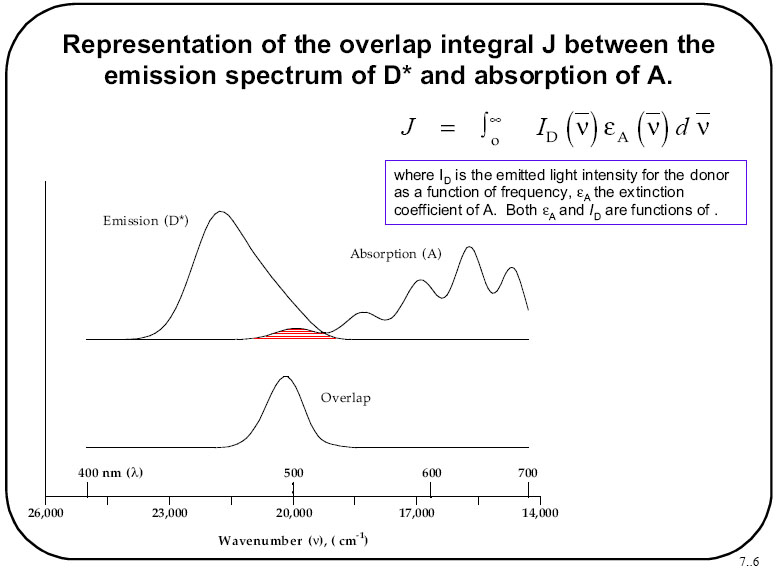 Representation of the overlap integral J between the
emission spectrum of D* and absorption of A.
J = ∫₀^∞ I_D (ν̅) ε_A (ν̅) d ν̅
where I_D is the emitted light intensity for the donor
as a function of frequency, ε_A the extinction
coefficient of A. Both ε_A and I_D are functions of .
Emission (D*)
Absorption (A)
Overlap
400 nm (λ) 500 600 700
26,000 23,000 20,000 17,000 14,000
Wavenumber (ν), ( cm⁻¹)
7..6